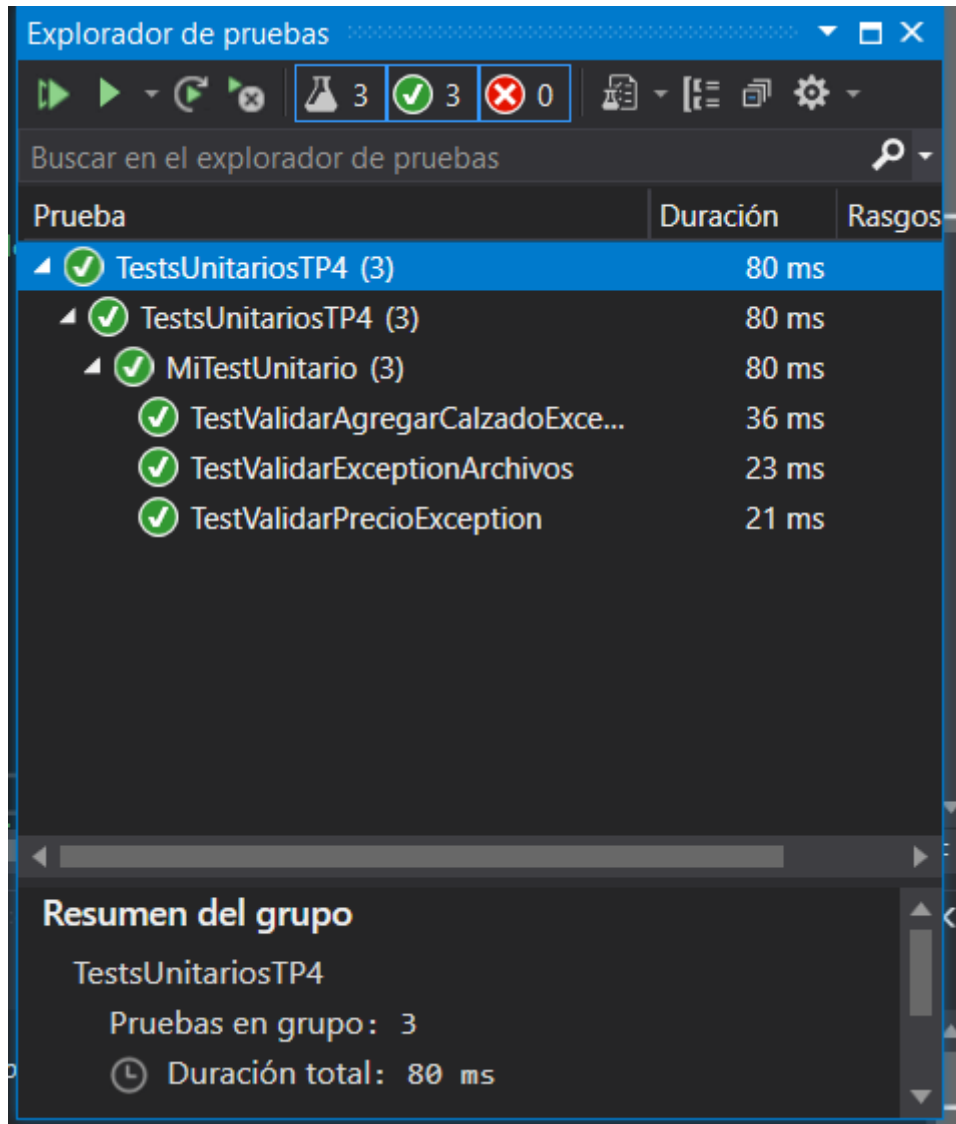 Explorador de pruebas
3 3 0
Buscar en el explorador de pruebas
Prueba Duración Rasgos
TestsUnitariosTP4 (3) 80 ms
TestsUnitariosTP4 (3) 80 ms
MiTestUnitario (3) 80 ms
TestValidarAgregarCalzadoExce... 36 ms
TestValidarExceptionArchivos 23 ms
TestValidarPrecioException 21 ms
Resumen del grupo
TestsUnitariosTP4
Pruebas en grupo: 3
Duración total: 80 ms